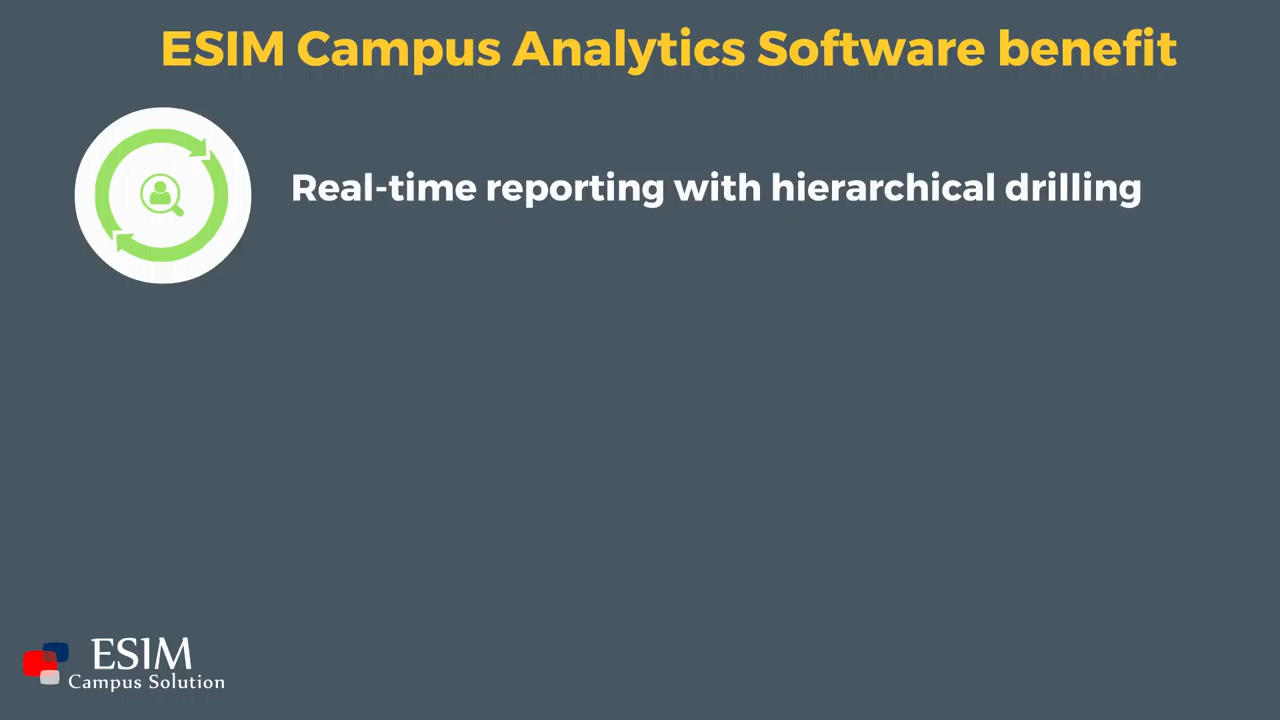 ESIM Campus Analytics Software benefit
Real-time reporting with hierarchical drilling
ESIM
Campus Solution